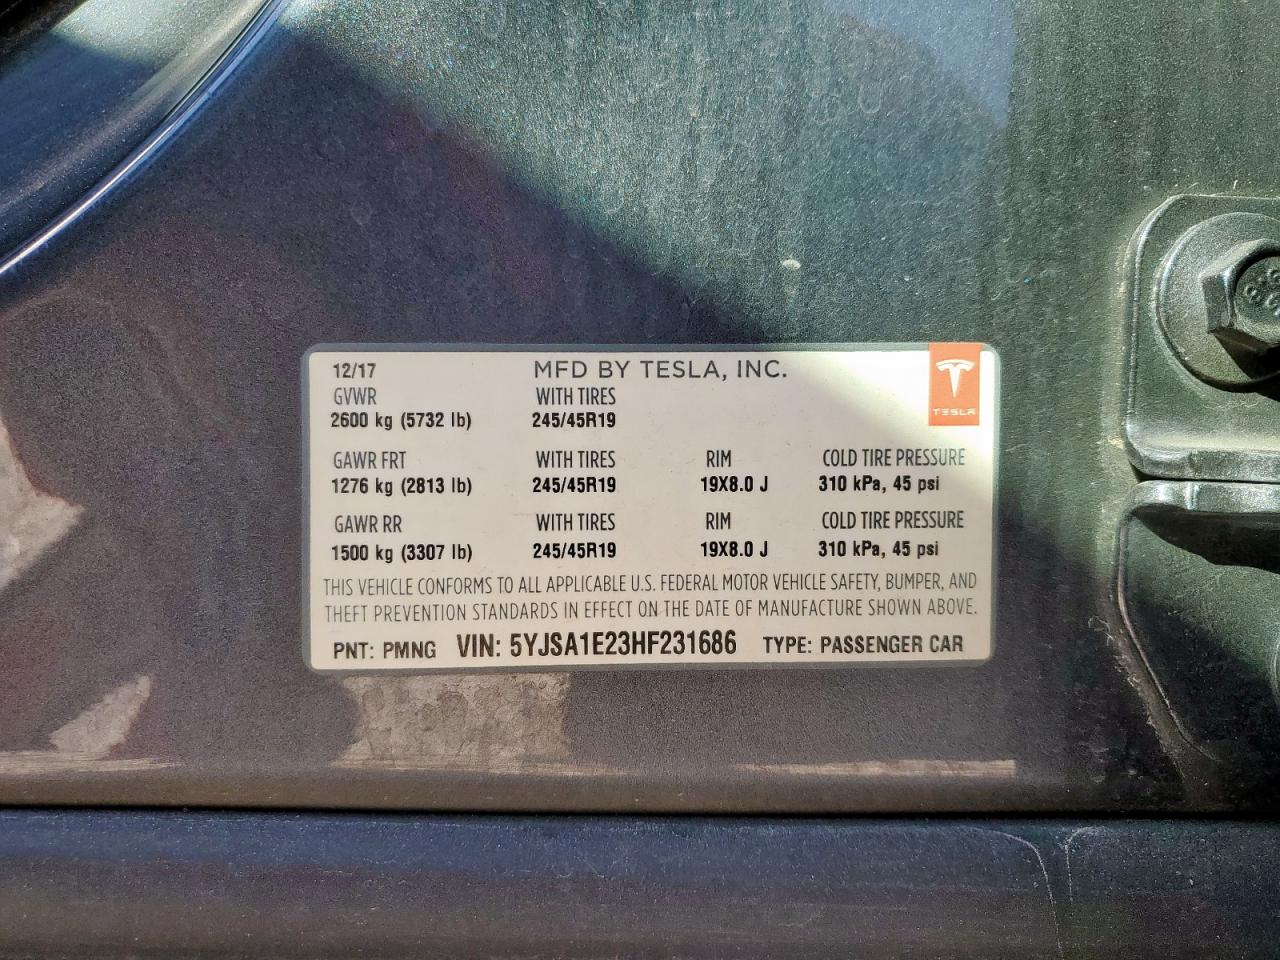 12/17 MFD BY TESLA, INC.
GVWR WITH TIRES
2600 kg (5732 lb) 245/45R19
TESLA
GAWR FRT WITH TIRES RIM COLD TIRE PRESSURE
1276 kg (2813 lb) 245/45R19 19X8.0 J 310 kPa, 45 psi
GAWR RR WITH TIRES RIM COLD TIRE PRESSURE
1500 kg (3307 lb) 245/45R19 19X8.0 J 310 kPa, 45 psi
THIS VEHICLE CONFORMS TO ALL APPLICABLE U.S. FEDERAL MOTOR VEHICLE SAFETY, BUMPER, AND
THEFT PREVENTION STANDARDS IN EFFECT ON THE DATE OF MANUFACTURE SHOWN ABOVE.
PNT: PMNG VIN: 5YJSA1E23HF231686 TYPE: PASSENGER CAR